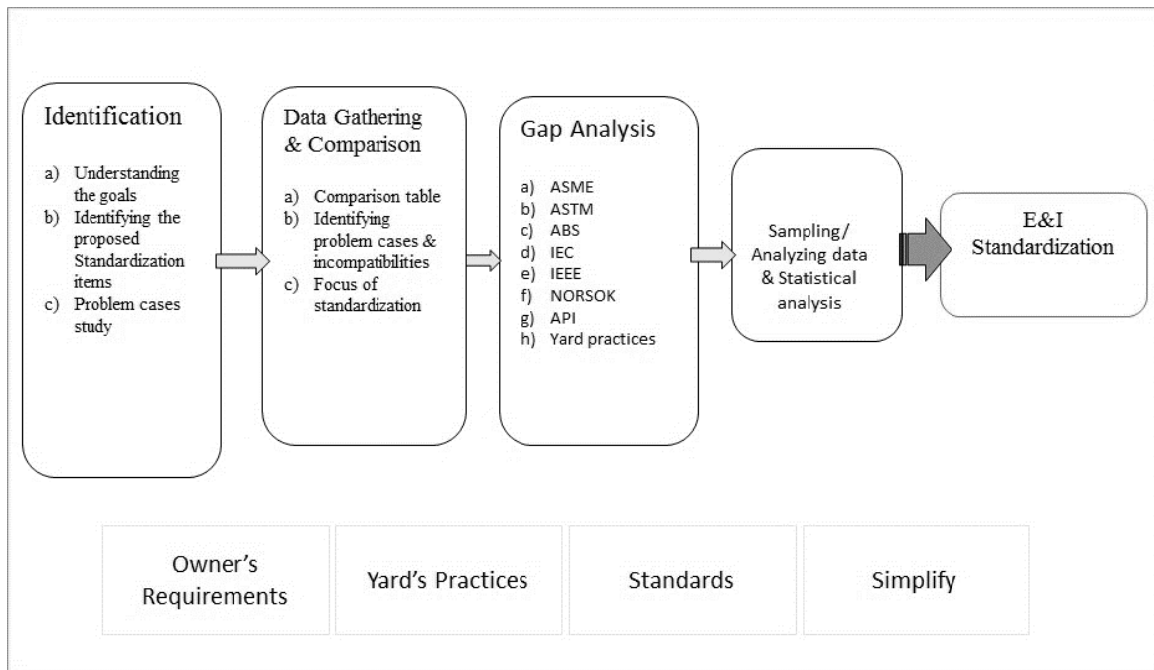 Identification
a) Understanding
the goals
b) Identifying the
proposed
Standardization
items
c) Problem cases
study
Data Gathering
& Comparison
a) Comparison table
b) Identifying
problem cases &
incompatibilities
c) Focus of
standardization
Gap Analysis
a) ASME
b) ASTM
c) ABS
d) IEC
e) IEEE
f) NORSOK
g) API
h) Yard practices
Sampling/
Analyzing data
& Statistical
analysis
E&I
Standardization
Owner’s
Requirements
Yard’s Practices
Standards
Simplify